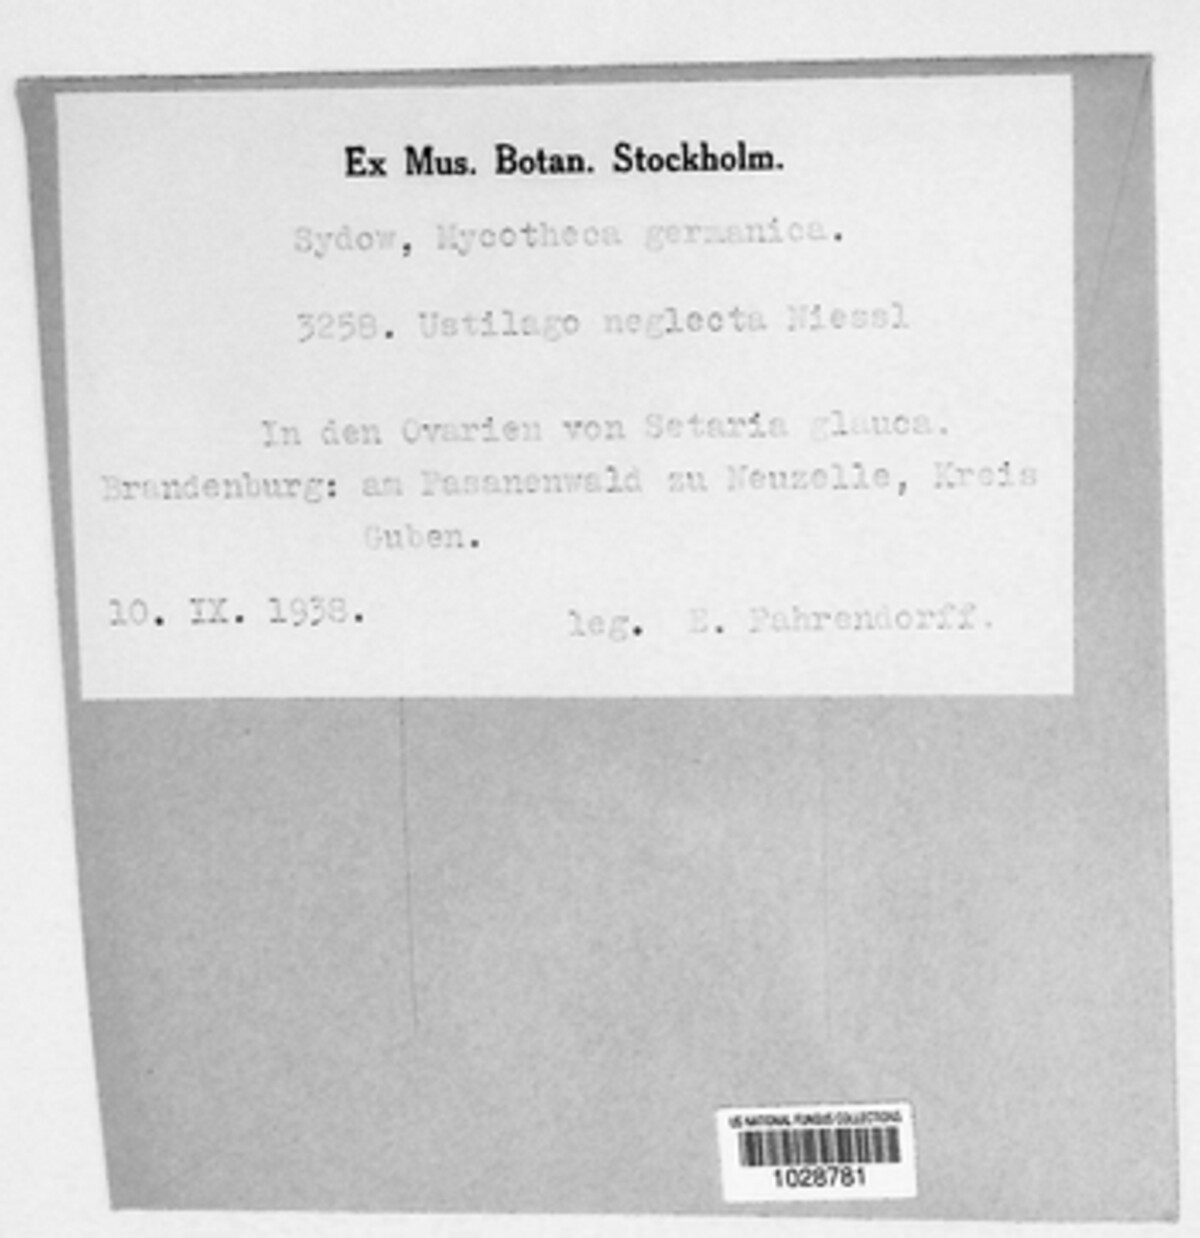 Ex Mus. Botan. Stockholm.
Sydow, Mycotheca germanica.
3258. Ustilago neglecta Niessl
In den Ovarien von Setaria glauca.
Brandenburg: am Fasanenwald zu Neuzelle, Kreis
Guben.
10. IX. 1938.
leg. E. Fahrendorff.
US NATIONAL FUNGUS COLLECTIONS
1028781